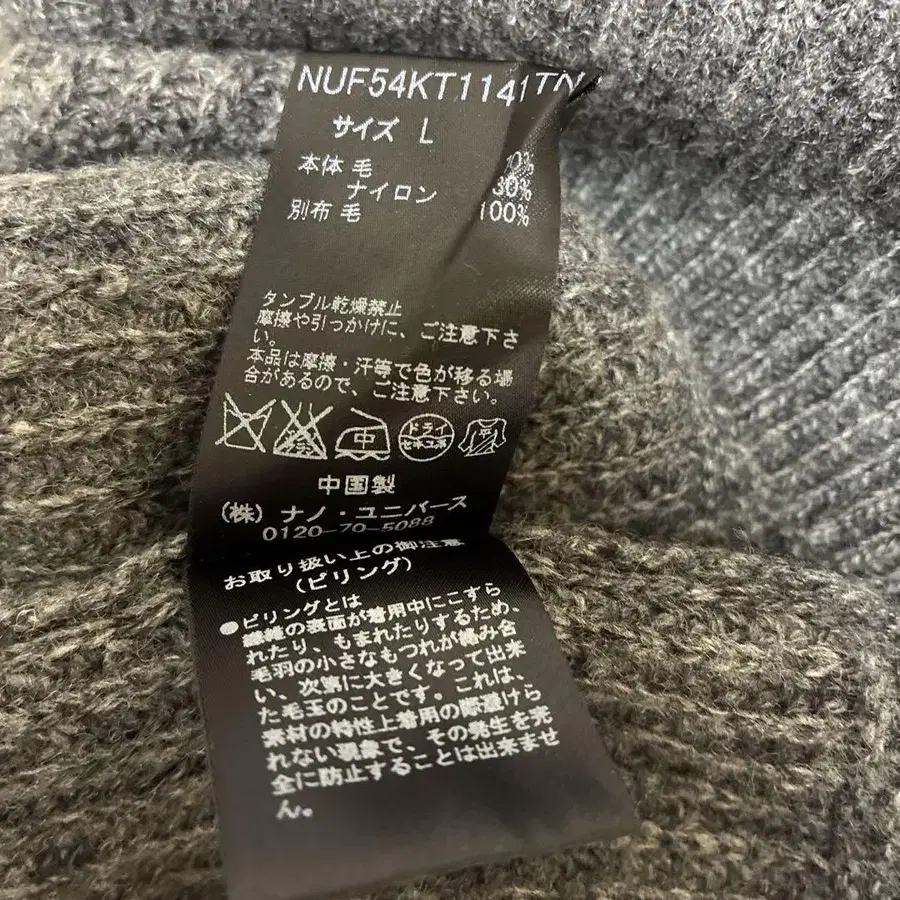 NUF54KT1141TN
サイズ L
本体 毛 0%
ナイロン 30%
別布 毛 100%
タンブル乾燥禁止
摩擦や引っかけに、ご注意下さ
い。
本品は摩擦・汗等で色が移る場
合があるので、ご注意下さい。
中 ドライ
中国製
(株) ナノ・ユニバース
0120-70-5088
お取り扱い上の御注意
(ピリング)
●ピリングとは
繊維の表面が着用中にこすら
れたり、もまれたりするため、
毛羽の小さなもつれが絡み合
い、次第に大きくなって出来
た毛玉のことです。これは、
素材の特性上着用の際避けら
れない現象で、その発生を完
全に防止することは出来ませ
ん。